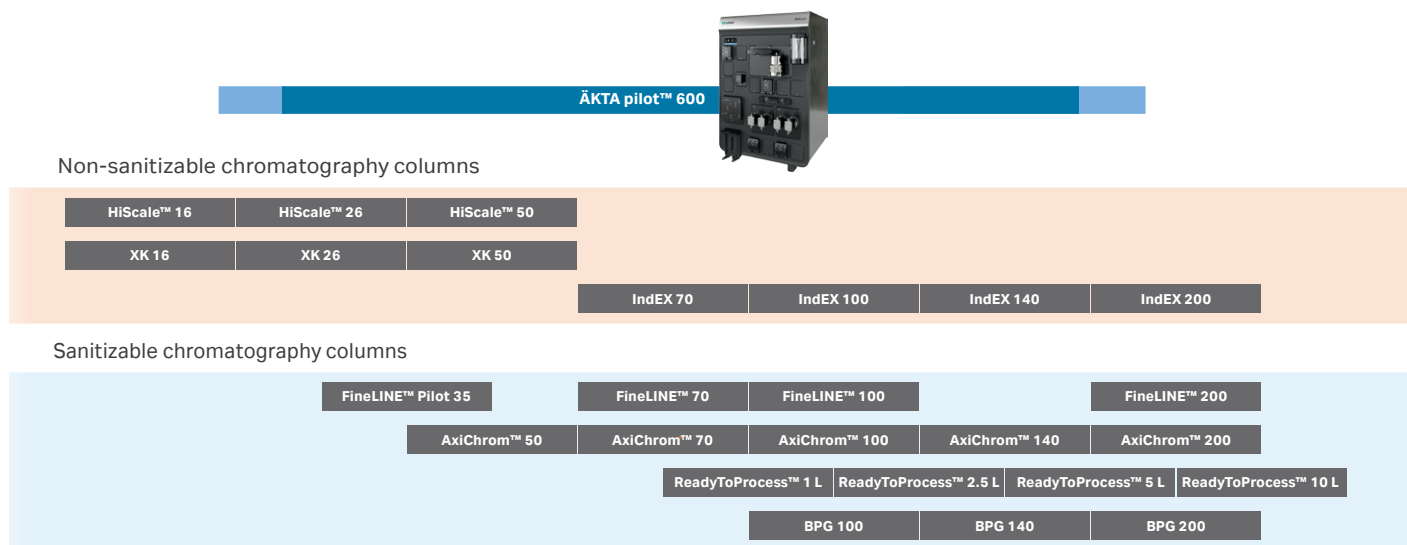 ÄKTA pilot™ 600
Non-sanitizable chromatography columns
HiScale™ 16 HiScale™ 26 HiScale™ 50
XK 16 XK 26 XK 50
IndEX 70 IndEX 100 IndEX 140 IndEX 200
Sanitizable chromatography columns
FineLINE™ Pilot 35 FineLINE™ 70 FineLINE™ 100 FineLINE™ 200
AxiChrom™ 50 AxiChrom™ 70 AxiChrom™ 100 AxiChrom™ 140 AxiChrom™ 200
ReadyToProcess™ 1 L ReadyToProcess™ 2.5 L ReadyToProcess™ 5 L ReadyToProcess™ 10 L
BPG 100 BPG 140 BPG 200